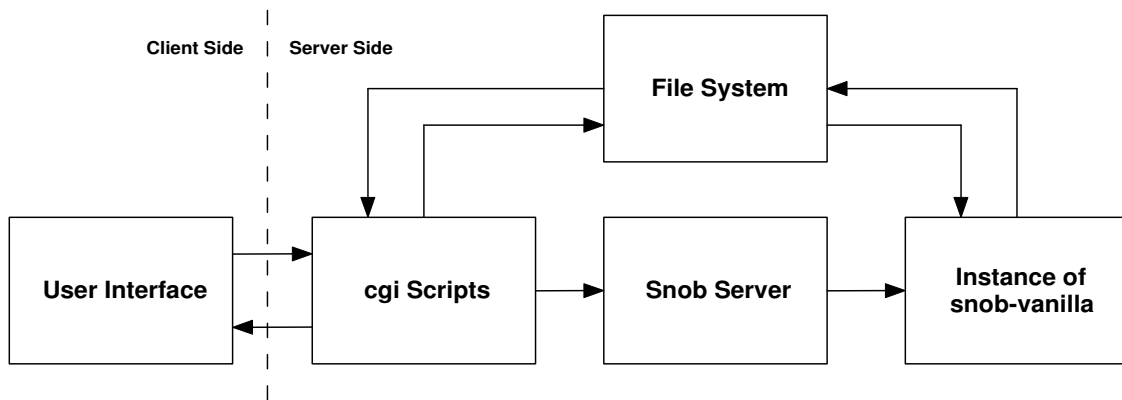 Client Side
Server Side
File System
User Interface
cgi Scripts
Snob Server
Instance of
snob-vanilla